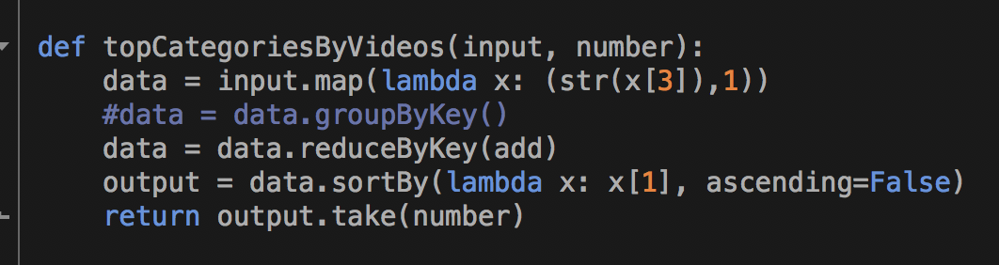 def topCategoriesByVideos(input, number):
    data = input.map(lambda x: (str(x[3]),1))
    #data = data.groupByKey()
    data = data.reduceByKey(add)
    output = data.sortBy(lambda x: x[1], ascending=False)
    return output.take(number)